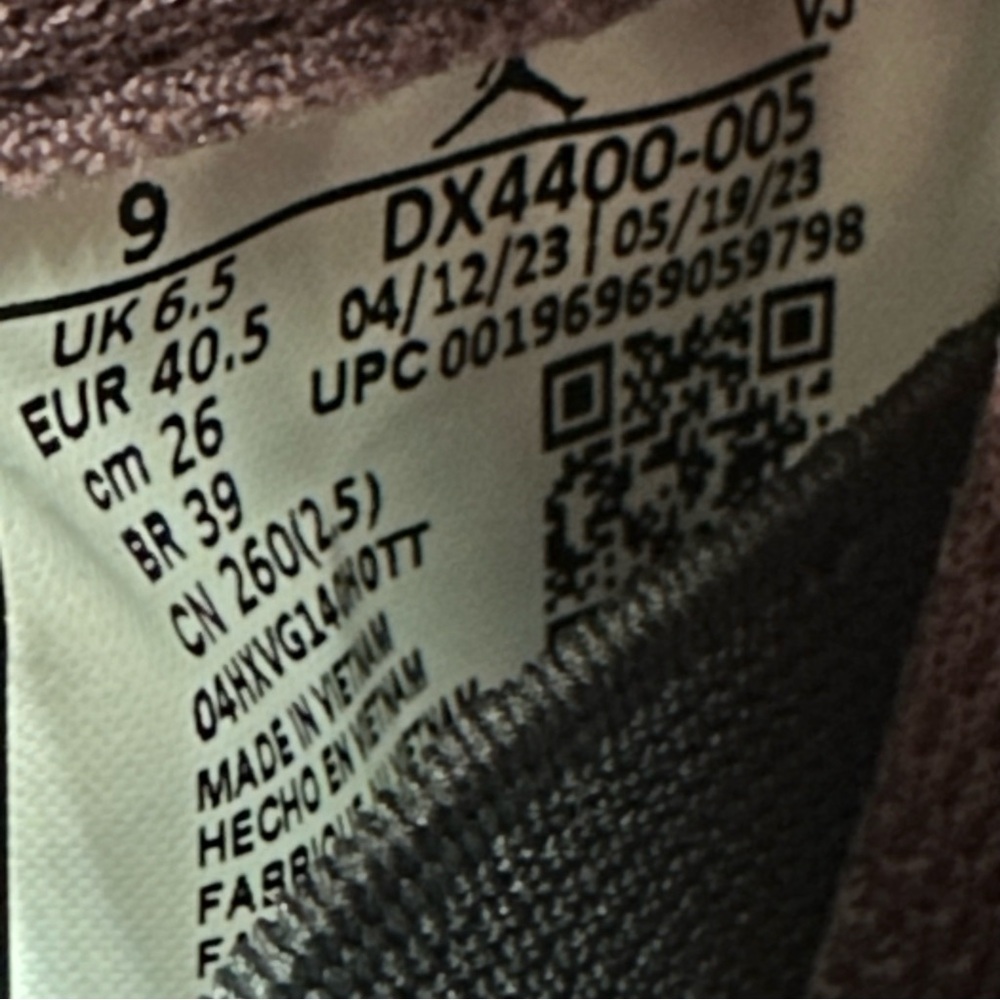 VJ
9
DX4400-005
UK 6.5
04/12/23 | 05/19/23
EUR 40.5
UPC 00196969059798
cm 26
BR 39
CN 260(2.5)
MADE IN VIETNAM
HECHO EN VIETNAM